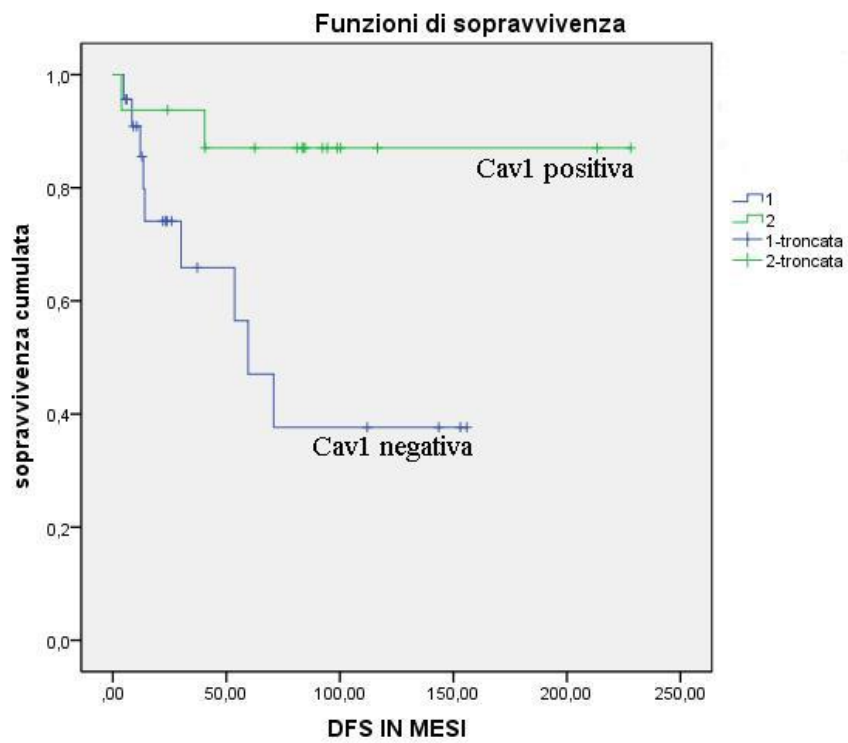 Funzioni di sopravvivenza
sopravvivenza cumulata
1,0
0,8
0,6
0,4
0,2
0,0
Cav1 positiva
Cav1 negativa
1
2
1-troncata
2-troncata
,00 50,00 100,00 150,00 200,00 250,00
DFS IN MESI